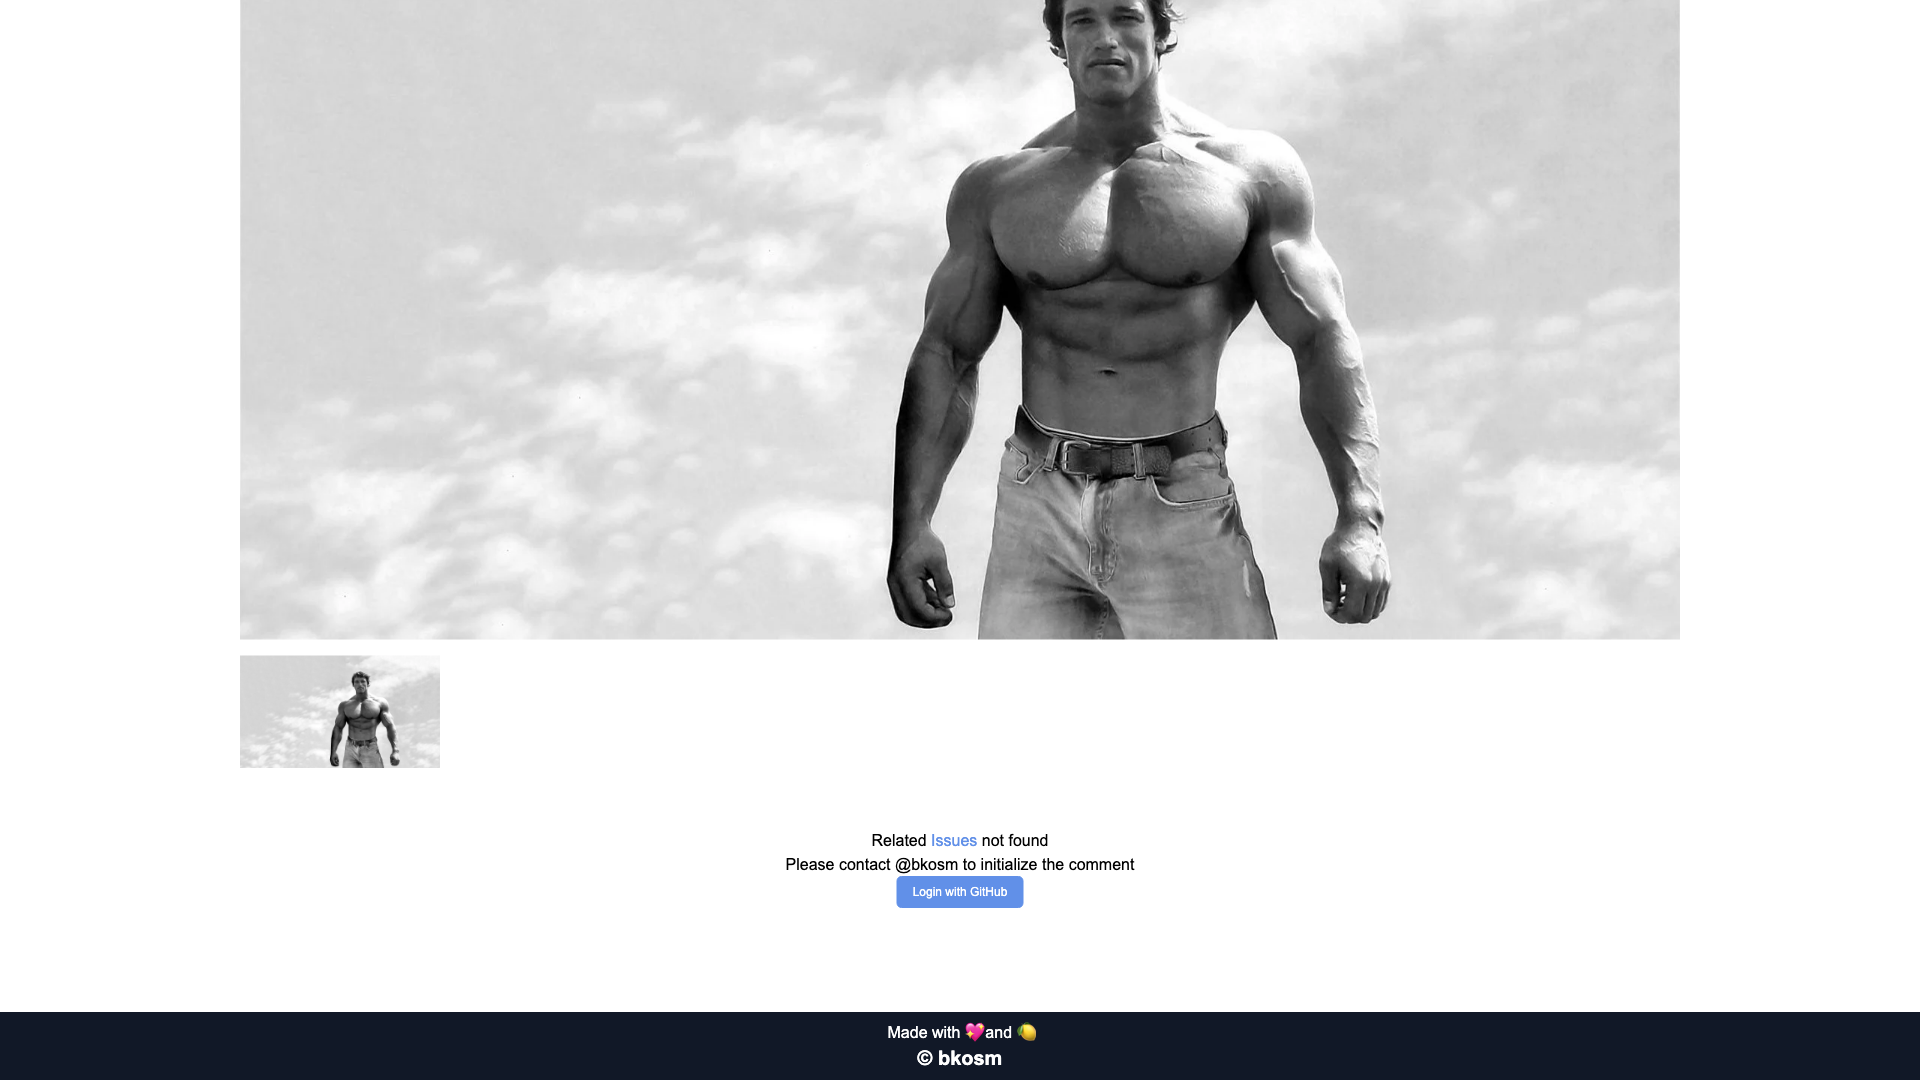 Related Issues not found
Please contact @bkosm to initialize the comment
Login with GitHub
Made with 💖and 🍋
© bkosm